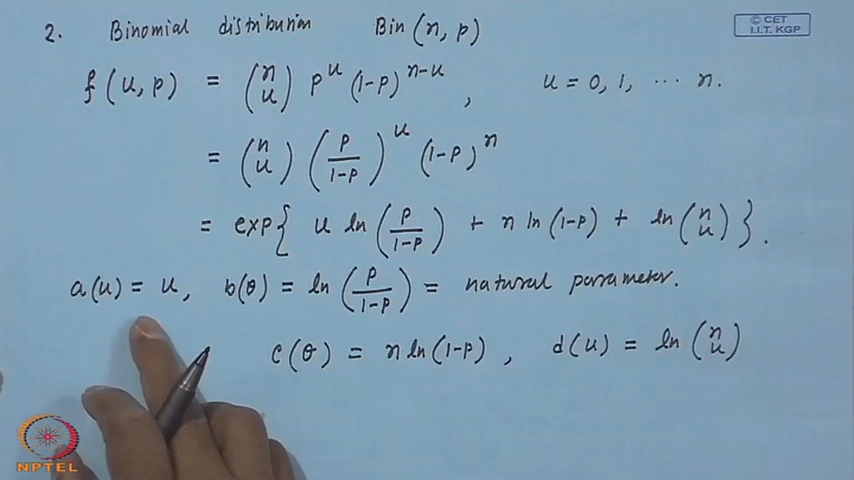 2. Binomial distribution Bin(n, p)
© CET
I.I.T. KGP
f(u, p) = (n u) p^u (1-p)^{n-u}, u = 0, 1, ... n.
= (n u) (p/(1-p))^u (1-p)^n
= exp{ u ln(p/(1-p)) + n ln(1-p) + ln(n u) }.
a(u) = u, b(θ) = ln(p/(1-p)) = natural parameter.
c(θ) = n ln(1-p), d(u) = ln(n u)
NPTEL